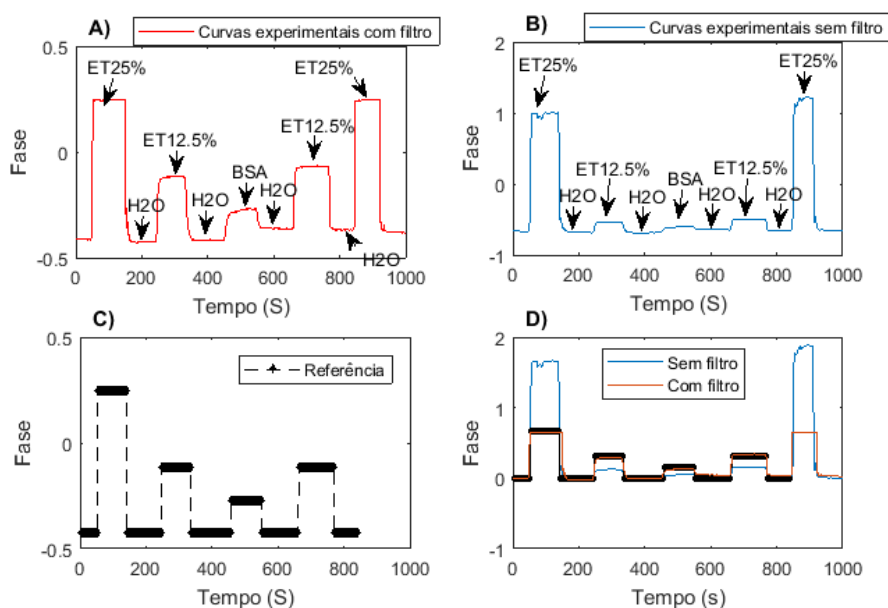 A)
Curvas experimentais com filtro
0.5
0
-0.5
Fase
ET25%
H2O
ET12.5%
H2O
BSA
H2O
ET12.5%
ET25%
H2O
0 200 400 600 800 1000
Tempo (S)
B)
Curvas experimentais sem filtro
2
1
0
-1
Fase
ET25%
H2O
ET12.5%
H2O
BSA
H2O
ET12.5%
H2O
ET25%
0 200 400 600 800 1000
Tempo (S)
C)
Referência
0.5
0
-0.5
Fase
0 200 400 600 800 1000
Tempo (S)
D)
Sem filtro
Com filtro
2
1
0
-1
Fase
0 200 400 600 800 1000
Tempo (s)